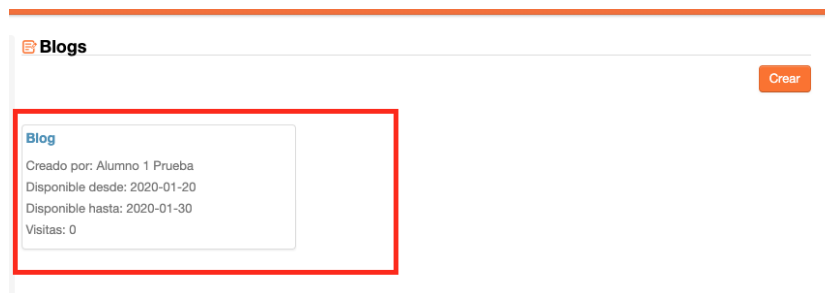 Blogs
Crear
Blog
Creado por: Alumno 1 Prueba
Disponible desde: 2020-01-20
Disponible hasta: 2020-01-30
Visitas: 0